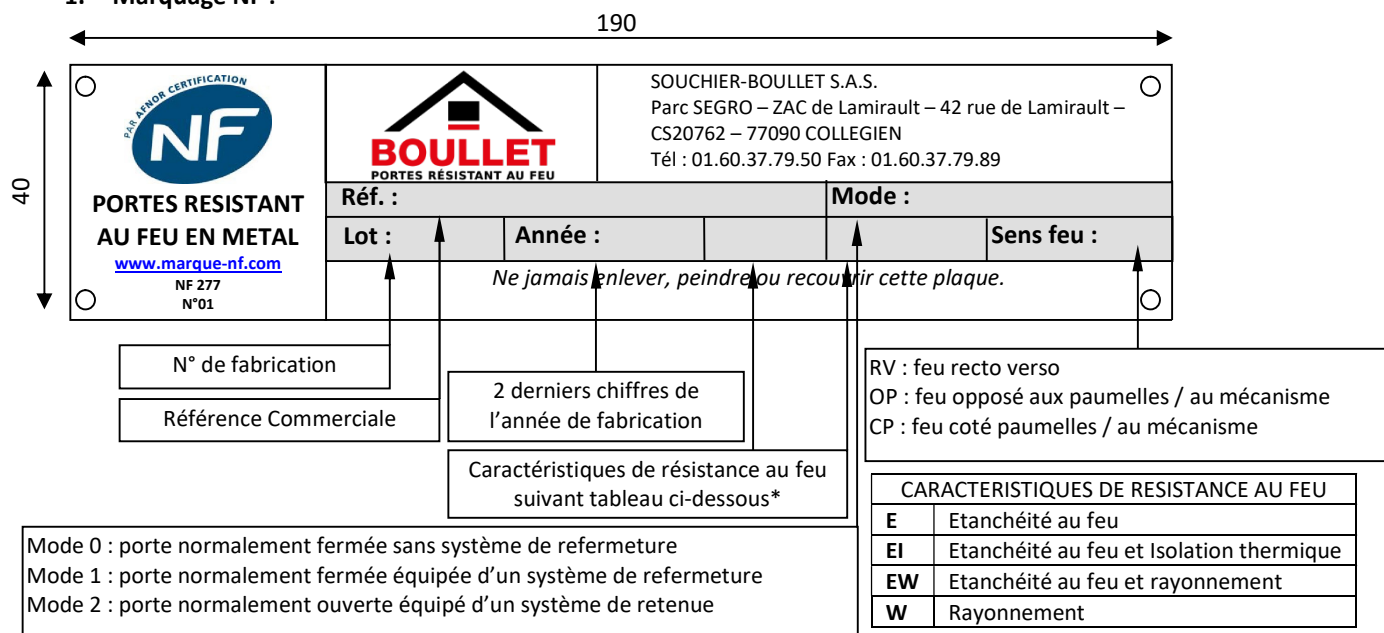 1. Marquage NF :
190
40
PAR AFNOR CERTIFICATION
NF
PORTES RESISTANT
AU FEU EN METAL
www.marque-nf.com
NF 277
N°01
BOULLET
PORTES RÉSISTANT AU FEU
SOUCHIER-BOULLET S.A.S.
Parc SEGRO – ZAC de Lamirault – 42 rue de Lamirault –
CS20762 – 77090 COLLEGIEN
Tél : 01.60.37.79.50 Fax : 01.60.37.79.89
Réf. : Mode :
Lot : Année : Sens feu :
Ne jamais enlever, peindre ou recouvrir cette plaque.
N° de fabrication
Référence Commerciale
2 derniers chiffres de
l’année de fabrication
Caractéristiques de résistance au feu
suivant tableau ci-dessous*
RV : feu recto verso
OP : feu opposé aux paumelles / au mécanisme
CP : feu coté paumelles / au mécanisme
Mode 0 : porte normalement fermée sans système de refermeture
Mode 1 : porte normalement fermée équipée d’un système de refermeture
Mode 2 : porte normalement ouverte équipé d’un système de retenue
CARACTERISTIQUES DE RESISTANCE AU FEU
E Etanchéité au feu
EI Etanchéité au feu et Isolation thermique
EW Etanchéité au feu et rayonnement
W Rayonnement